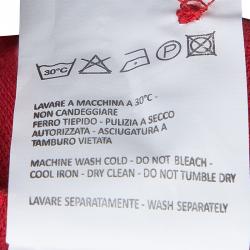 30°C P
LAVARE A MACCHINA A 30°C -
NON CANDEGGIARE
FERRO TIEPIDO - PULIZIA A SECCO
AUTORIZZATA - ASCIUGATURA A
TAMBURO VIETATA
MACHINE WASH COLD - DO NOT BLEACH -
COOL IRON - DRY CLEAN - DO NOT TUMBLE DRY
LAVARE SEPARATAMENTE - WASH SEPARATELY